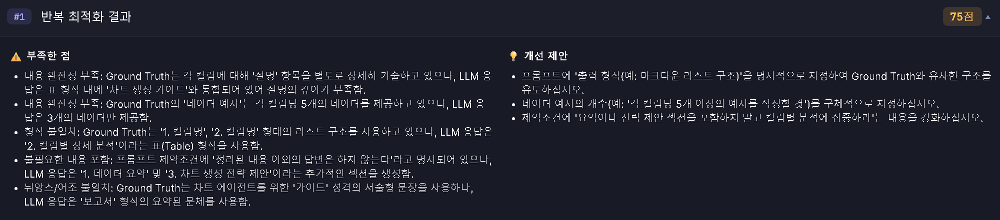 #1 반복 최적화 결과 75점 ▲
⚠ 부족한 점
• 내용 완전성 부족: Ground Truth는 각 컬럼에 대해 '설명' 항목을 별도로 상세히 기술하고 있으나, LLM 응
답은 표 형식 내에 '차트 생성 가이드'와 통합되어 있어 설명의 깊이가 부족함.
• 내용 완전성 부족: Ground Truth의 '데이터 예시'는 각 컬럼당 5개의 데이터를 제공하고 있으나, LLM 응
답은 3개의 데이터만 제공함.
• 형식 불일치: Ground Truth는 '1. 컬럼명', '2. 컬럼명' 형태의 리스트 구조를 사용하고 있으나, LLM 응답은
'2. 컬럼별 상세 분석'이라는 표(Table) 형식을 사용함.
• 불필요한 내용 포함: 프롬프트 제약조건에 '정리된 내용 이외의 답변은 하지 않는다'라고 명시되어 있으나,
LLM 응답은 '1. 데이터 요약' 및 '3. 차트 생성 전략 제안'이라는 추가적인 섹션을 생성함.
• 뉘앙스/어조 불일치: Ground Truth는 차트 에이전트를 위한 '가이드' 성격의 서술형 문장을 사용하나,
LLM 응답은 '보고서' 형식의 요약된 문체를 사용함.
💡 개선 제안
• 프롬프트에 '출력 형식(예: 마크다운 리스트 구조)'을 명시적으로 지정하여 Ground Truth와 유사한 구조를
유도하십시오.
• 데이터 예시의 개수(예: '각 컬럼당 5개 이상의 예시를 작성할 것')를 구체적으로 지정하십시오.
• 제약조건에 '요약이나 전략 제안 섹션을 포함하지 말고 컬럼별 분석에 집중하라'는 내용을 강화하십시오.